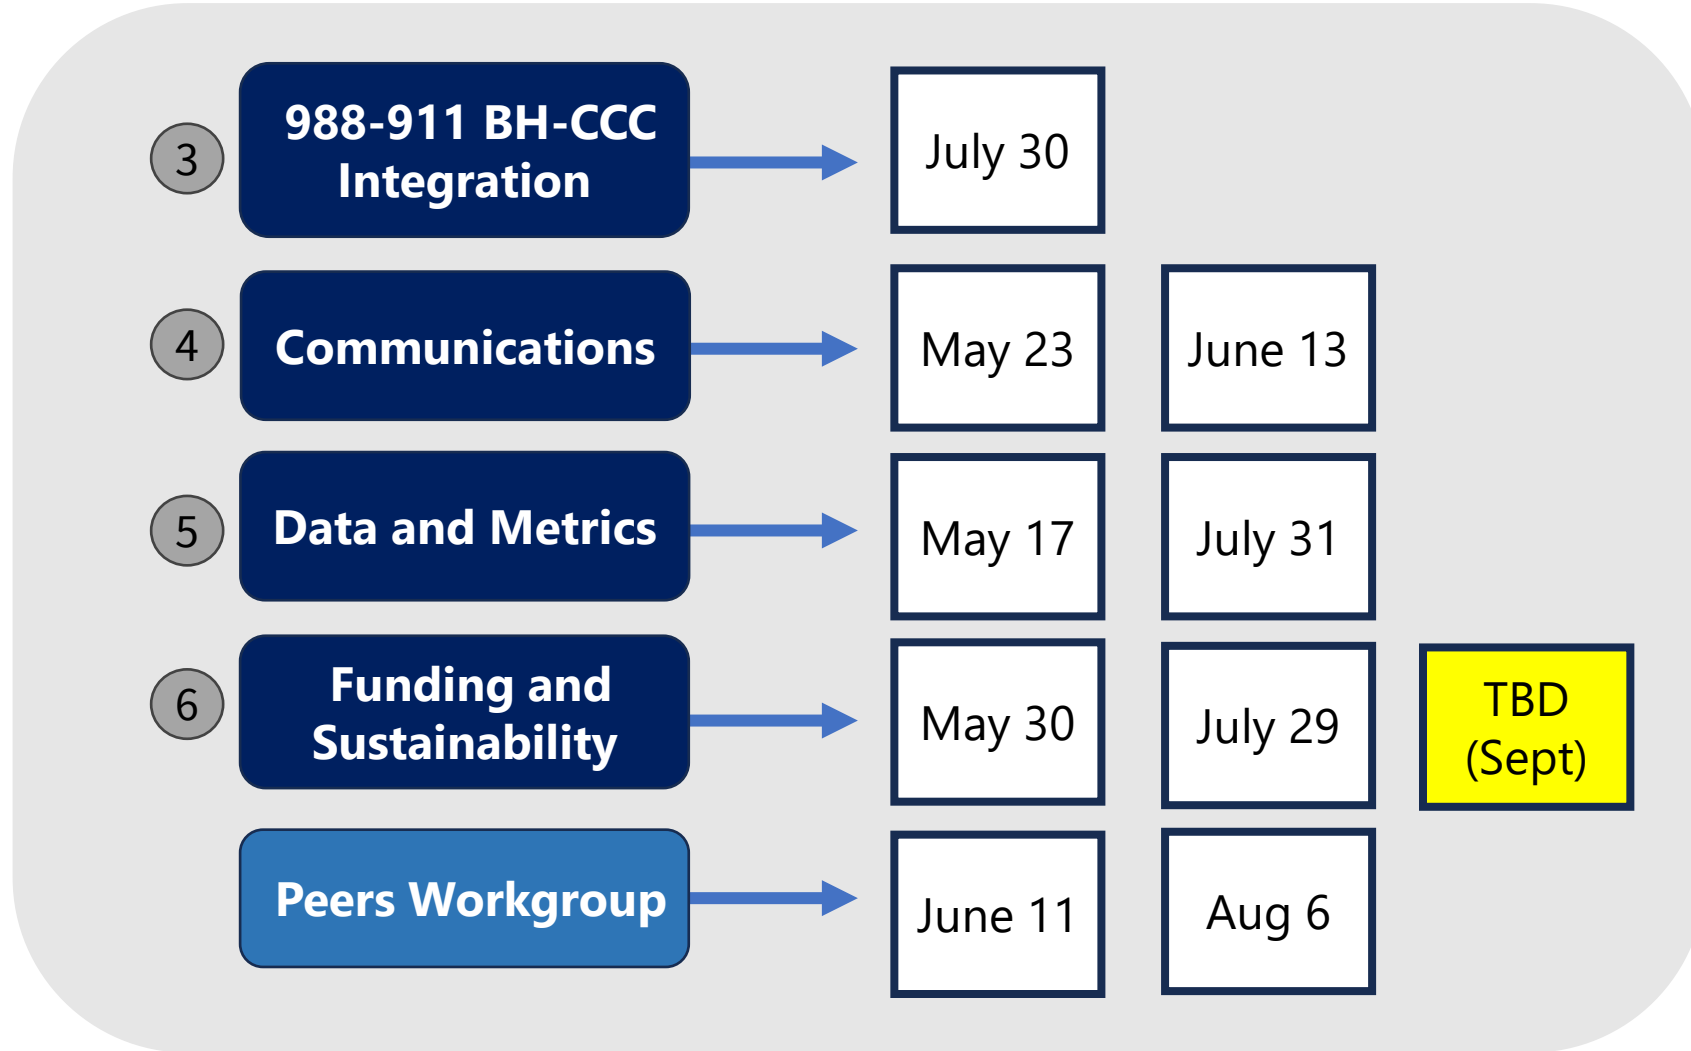 3
988-911 BH-CCC
Integration
July 30
4
Communications
May 23
June 13
5
Data and Metrics
May 17
July 31
6
Funding and
Sustainability
May 30
July 29
TBD
(Sept)
Peers Workgroup
June 11
Aug 6